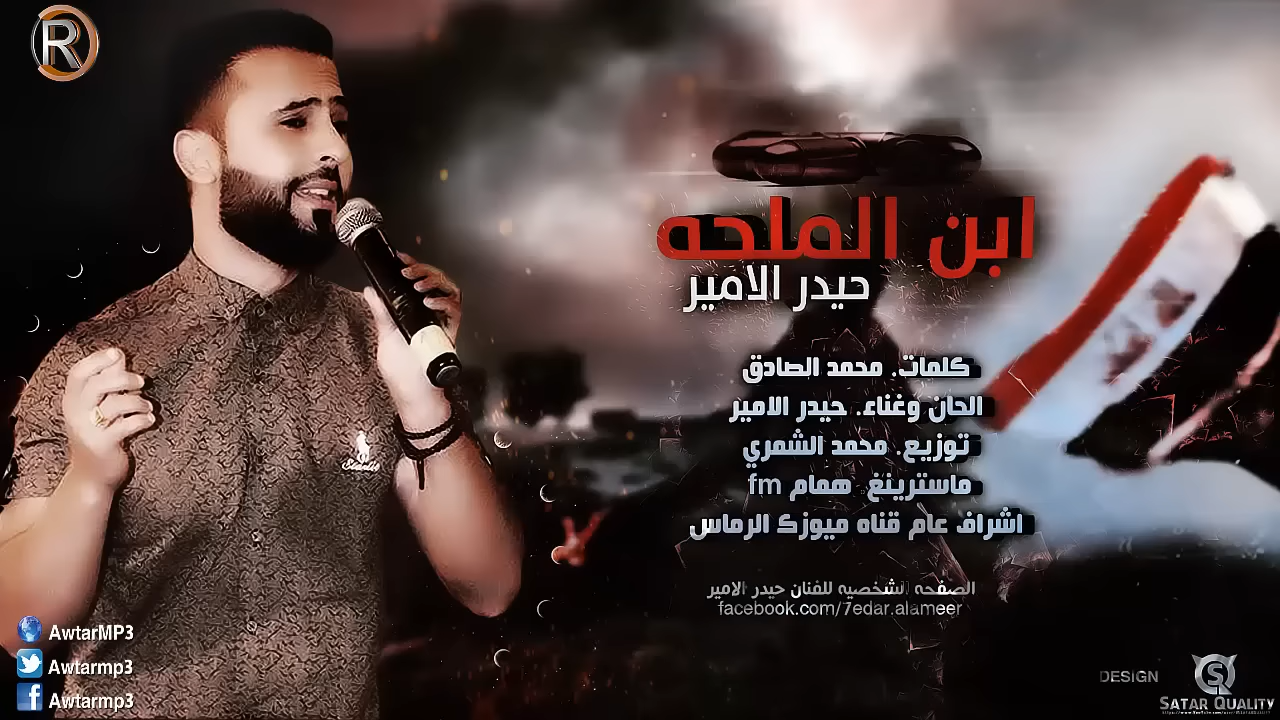 R
ابن الملحه
حيدر الامير
كلمات. محمد الصادق
الحان وغناء. حيدر الامير
توزيع. محمد الشمري
ماسترينغ. همام fm
اشراف عام قناه ميوزك الرماس
الصفحه الشخصيه للفنان حيدر الامير
facebook.com/7edar.alameer
AwtarMP3
Awtarmp3
Awtarmp3
DESIGN
S
SATAR QUALITY